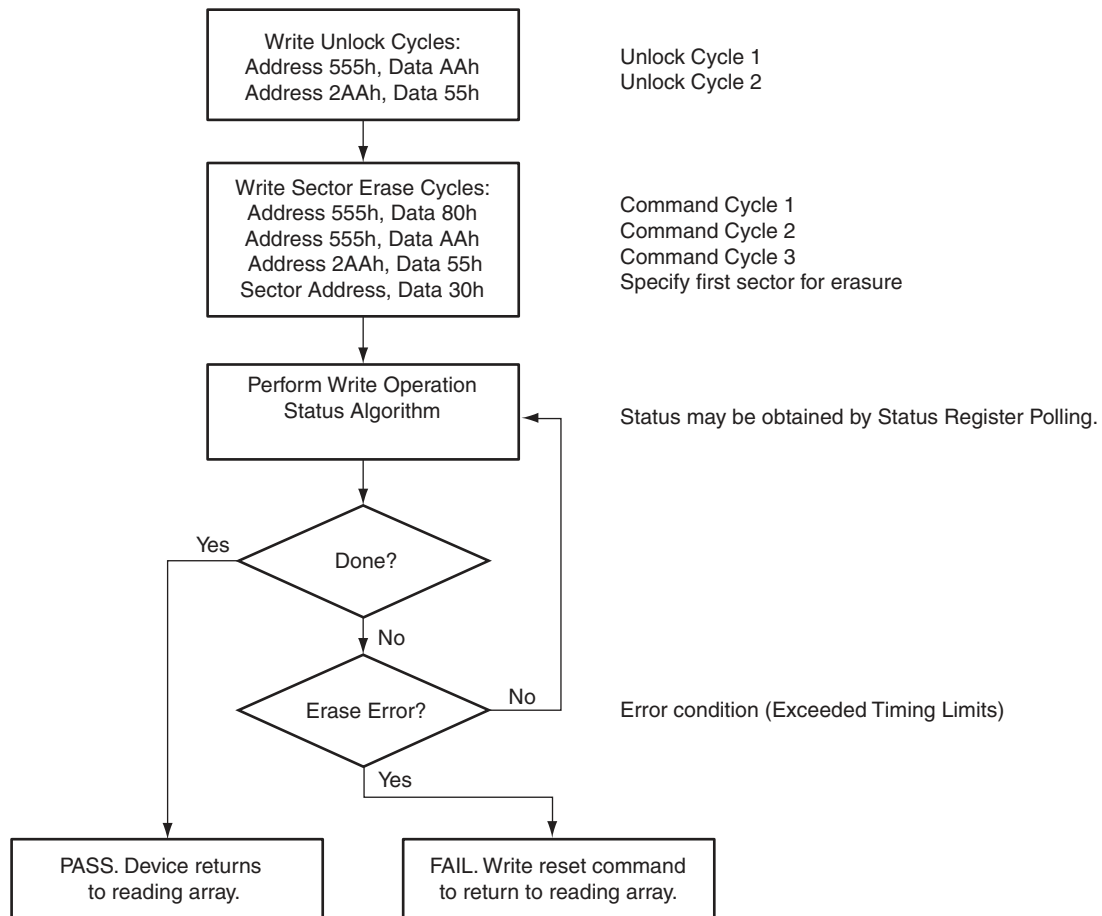 Write Unlock Cycles:
Address 555h, Data AAh
Address 2AAh, Data 55h
Unlock Cycle 1
Unlock Cycle 2
Write Sector Erase Cycles:
Address 555h, Data 80h
Address 555h, Data AAh
Address 2AAh, Data 55h
Sector Address, Data 30h
Command Cycle 1
Command Cycle 2
Command Cycle 3
Specify first sector for erasure
Perform Write Operation
Status Algorithm
Status may be obtained by Status Register Polling.
Yes
Done?
No
Erase Error?
No
Error condition (Exceeded Timing Limits)
Yes
PASS. Device returns
to reading array.
FAIL. Write reset command
to return to reading array.